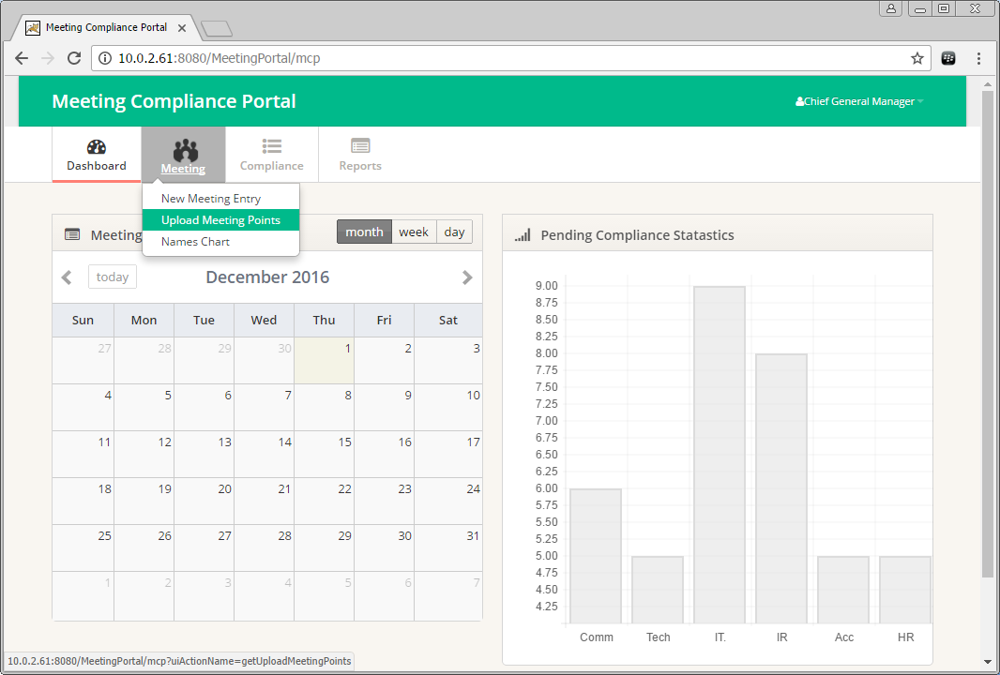 Meeting Compliance Portal
10.0.2.61:8080/MeetingPortal/mcp
Meeting Compliance Portal
Chief General Manager
Dashboard
Meeting
Compliance
Reports
New Meeting Entry
Upload Meeting Points
Names Chart
Meeting
month week day
today
December 2016
Sun Mon Tue Wed Thu Fri Sat
27 28 29 30 1 2 3
4 5 6 7 8 9 10
11 12 13 14 15 16 17
18 19 20 21 22 23 24
25 26 27 28 29 30 31
1 2 3 4 5 6 7
Pending Compliance Statastics
9.00
8.75
8.50
8.25
8.00
7.75
7.50
7.25
7.00
6.75
6.50
6.25
6.00
5.75
5.50
5.25
5.00
4.75
4.50
4.25
Comm Tech IT. IR Acc HR
10.0.2.61:8080/MeetingPortal/mcp?uiActionName=getUploadMeetingPoints